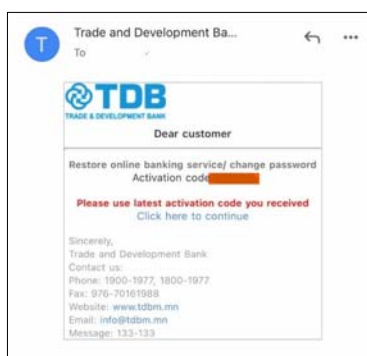 T
Trade and Development Ba...
To
TDB
TRADE & DEVELOPMENT BANK
Dear customer
Restore online banking service/ change password
Activation code
Please use latest activation code you received
Click here to continue
Sincerely,
Trade and Development Bank
Contact us:
Phone: 1900-1977, 1800-1977
Fax: 976-70161988
Website: www.tdbm.mn
Email: info@tdbm.mn
Message: 133-133